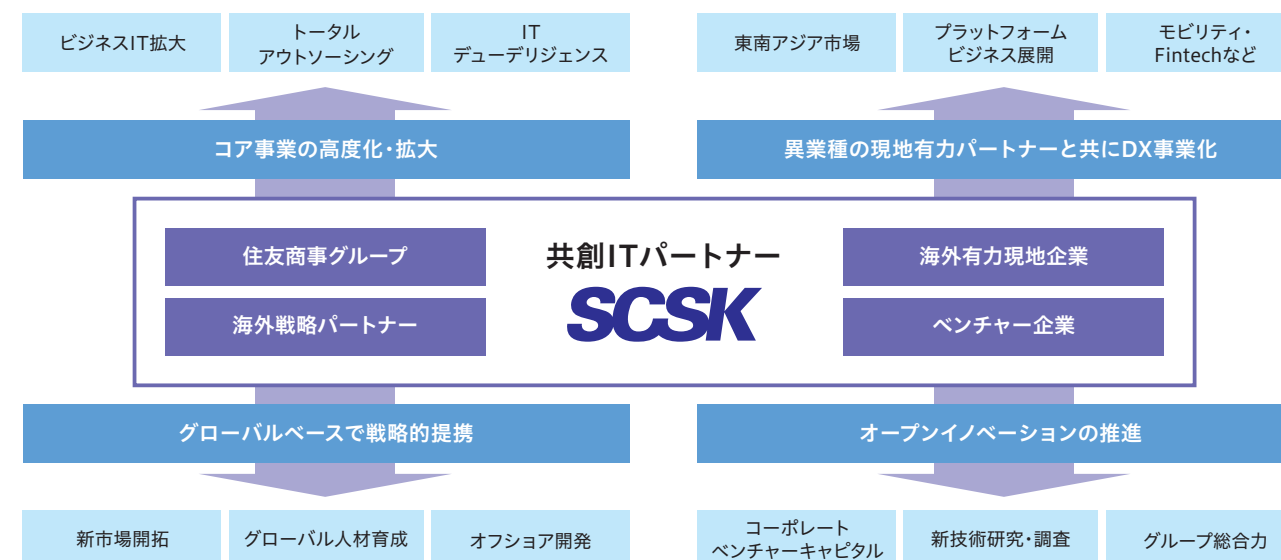 ビジネスIT拡大
トータル
アウトソーシング
IT
デューデリジェンス
東南アジア市場
プラットフォーム
ビジネス展開
モビリティ・
Fintechなど
コア事業の高度化・拡大
異業種の現地有力パートナーと共にDX事業化
住友商事グループ
海外戦略パートナー
共創ITパートナー
SCSK
海外有力現地企業
ベンチャー企業
グローバルベースで戦略的提携
オープンイノベーションの推進
新市場開拓
グローバル人材育成
オフショア開発
コーポレート
ベンチャーキャピタル
新技術研究・調査
グループ総合力